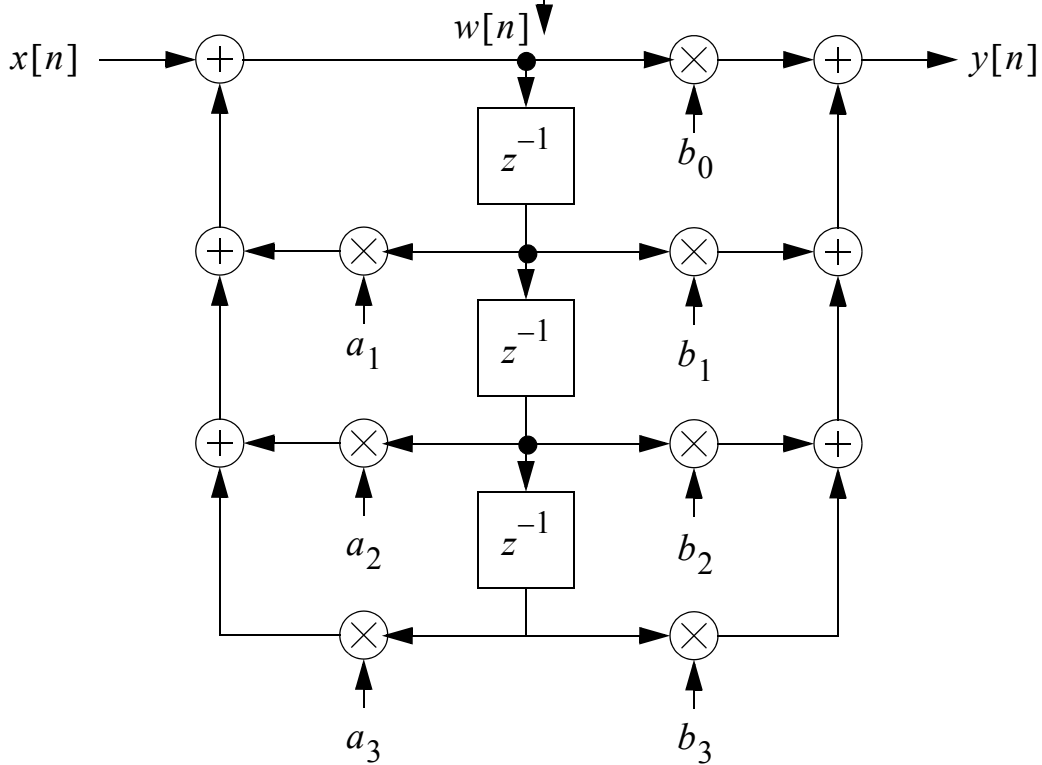 w[n]
x[n] + × + y[n]
z⁻¹ b₀
+ × × +
z⁻¹
a₁ b₁
+ × × +
z⁻¹
a₂ b₂
× ×
a₃ b₃